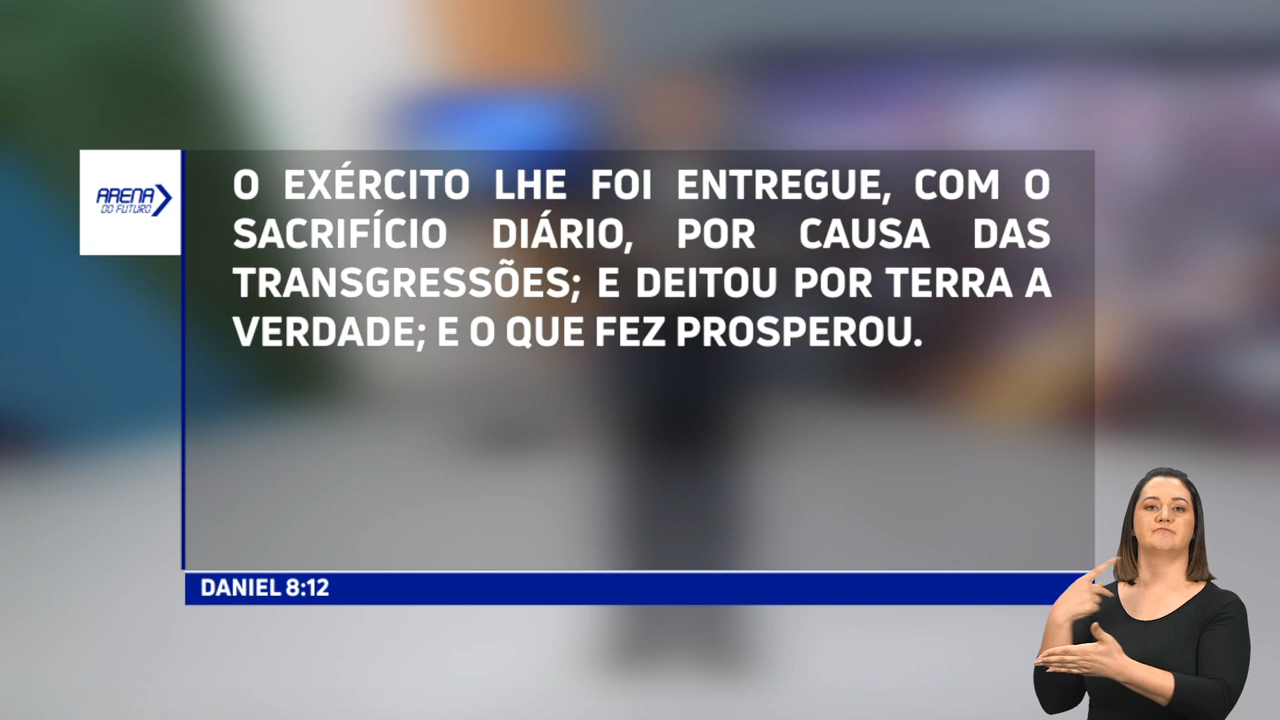 ARENA
DO FUTURO
O EXÉRCITO LHE FOI ENTREGUE, COM O
SACRIFÍCIO DIÁRIO, POR CAUSA DAS
TRANSGRESSÕES; E DEITOU POR TERRA A
VERDADE; E O QUE FEZ PROSPEROU.
DANIEL 8:12